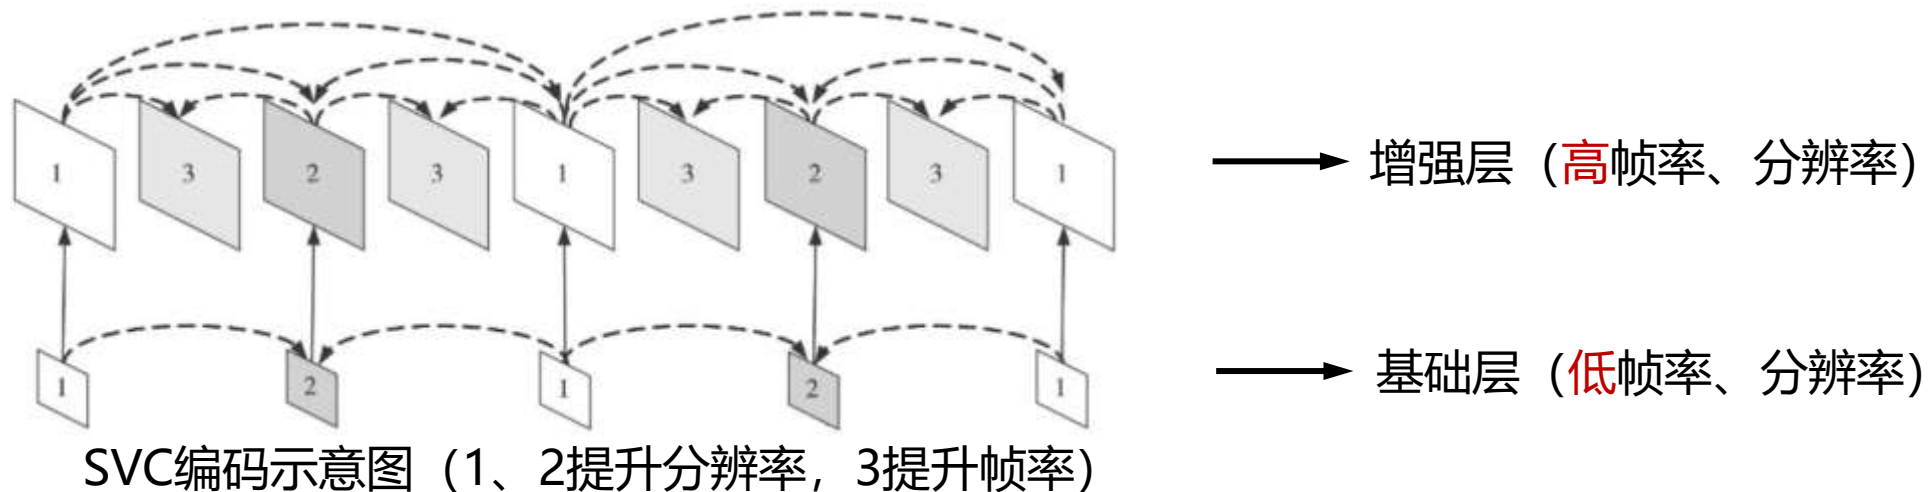 1 3 2 3 1 3 2 3 1
增强层（高帧率、分辨率）
1 2 1 2 1
基础层（低帧率、分辨率）
SVC编码示意图（1、2提升分辨率，3提升帧率）